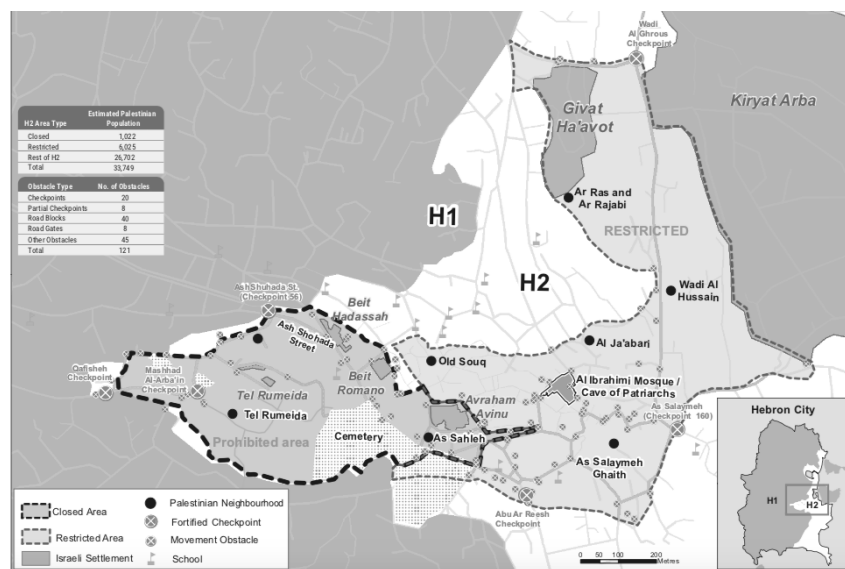 Wadi
Al Ghrous
Checkpoint
Givat
Ha'avot
Kiryat Arba
H2 Area Type Estimated Palestinian Population
Closed 1,022
Restricted 6,025
Rest of H2 26,702
Total 33,749
Obstacle Type No. of Obstacles
Checkpoints 20
Partial Checkpoints 8
Road Blocks 40
Road Gates 8
Other Obstacles 45
Total 121
H1
Ar Ras and
Ar Rajabi
RESTRICTED
H2
Wadi Al
Hussain
Ash Shuhada St.
(Checkpoint 56)
Beit
Hadassah
Ash Shohada
Street
Al Ja'abari
Old Souq
Qafisheh
Checkpoint
Mashhad
Al-Arba'in
Checkpoint
Beit
Romano
Al Ibrahimi Mosque /
Cave of Patriarchs
Tel Rumeida
Avraham
Avinu
Tel Rumeida
As Salaymeh
(Checkpoint 160)
Prohibited area
Cemetery
As Sahleh
As Salaymeh
Ghaith
Abu Ar Reesh
Checkpoint
Hebron City
H1
H2
Closed Area
Restricted Area
Israeli Settlement
Palestinian Neighbourhood
Fortified Checkpoint
Movement Obstacle
School
0 50 100 200
Metres